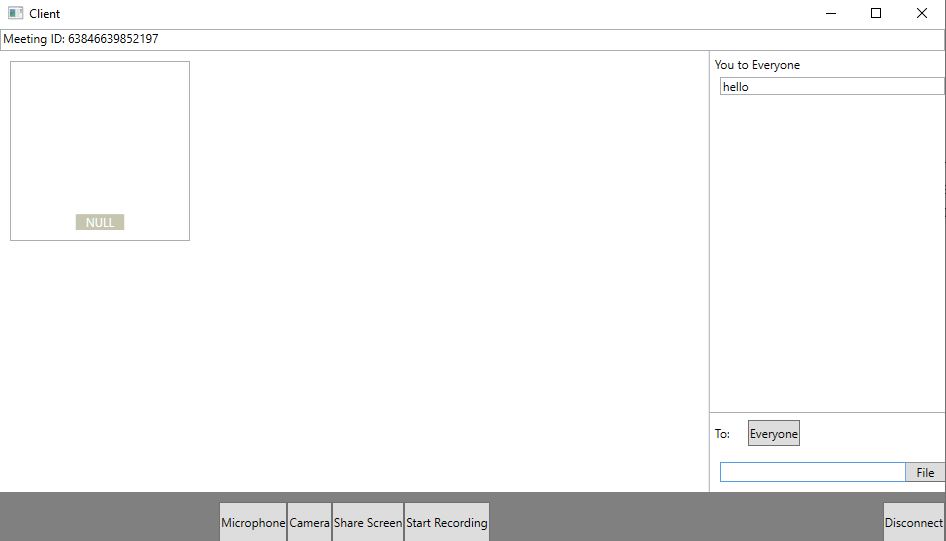 Client
Meeting ID: 63846639852197
NULL
You to Everyone
hello
To: Everyone
File
Microphone Camera Share Screen Start Recording Disconnect